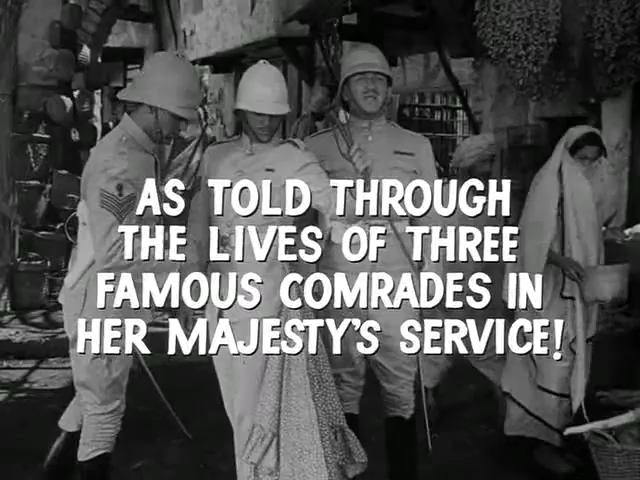 AS TOLD THROUGH
THE LIVES OF THREE
FAMOUS COMRADES IN
HER MAJESTY'S SERVICE!